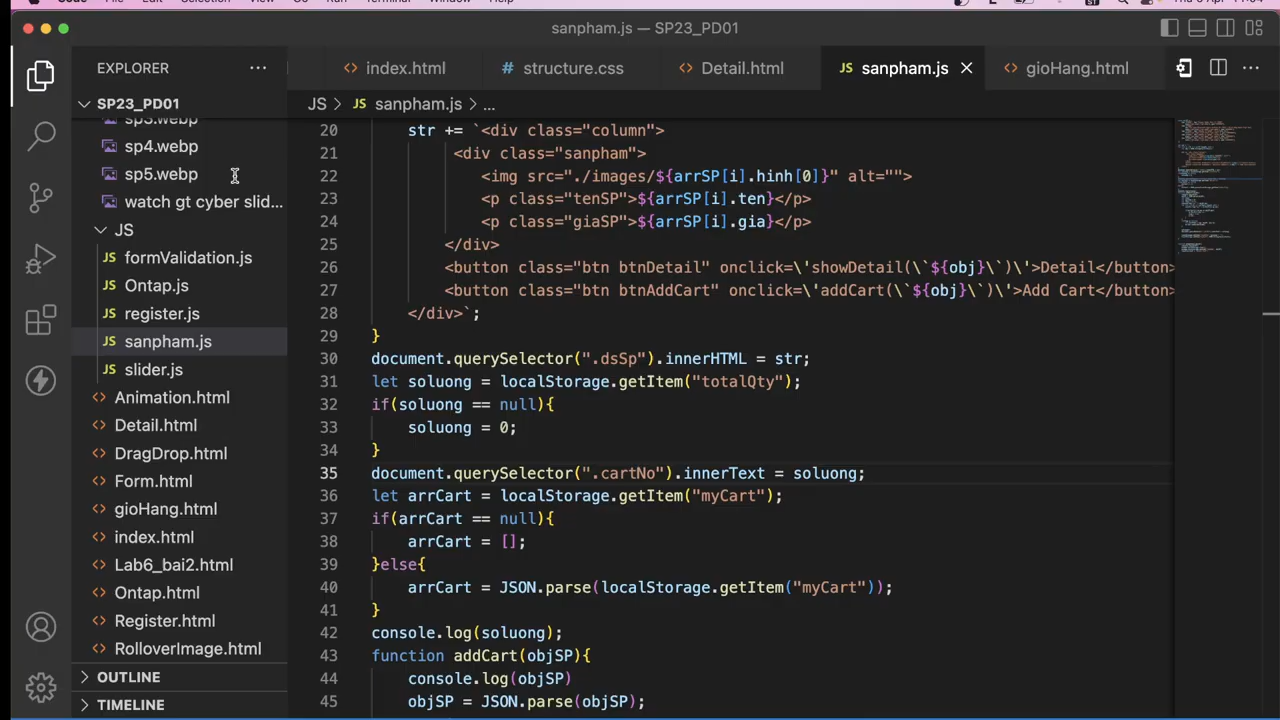 sanpham.js — SP23_PD01
EXPLORER
index.html
structure.css
Detail.html
sanpham.js
gioHang.html
SP23_PD01
JS > sanpham.js > ...
sp3.webp
sp4.webp
sp5.webp
watch gt cyber slid...
JS
JS formValidation.js
JS Ontap.js
JS register.js
JS sanpham.js
JS slider.js
Animation.html
Detail.html
DragDrop.html
Form.html
gioHang.html
index.html
Lab6_bai2.html
Ontap.html
Register.html
RolloverImage.html
OUTLINE
TIMELINE
20 str += `<div class="column">
21 <div class="sanpham">
22 <img src="./images/${arrSP[i].hinh[0]}" alt="">
23 <p class="tenSP">${arrSP[i].ten}</p>
24 <p class="giaSP">${arrSP[i].gia}</p>
25 </div>
26 <button class="btn btnDetail" onclick=\'showDetail(\`${obj}\`)\'>Detail</button>
27 <button class="btn btnAddCart" onclick=\'addCart(\`${obj}\`)\'>Add Cart</button>
28 </div>`;
29 }
30 document.querySelector(".dsSp").innerHTML = str;
31 let soluong = localStorage.getItem("totalQty");
32 if(soluong == null){
33 soluong = 0;
34 }
35 document.querySelector(".cartNo").innerText = soluong;
36 let arrCart = localStorage.getItem("myCart");
37 if(arrCart == null){
38 arrCart = [];
39 }else{
40 arrCart = JSON.parse(localStorage.getItem("myCart"));
41 }
42 console.log(soluong);
43 function addCart(objSP){
44 console.log(objSP)
45 objSP = JSON.parse(objSP);